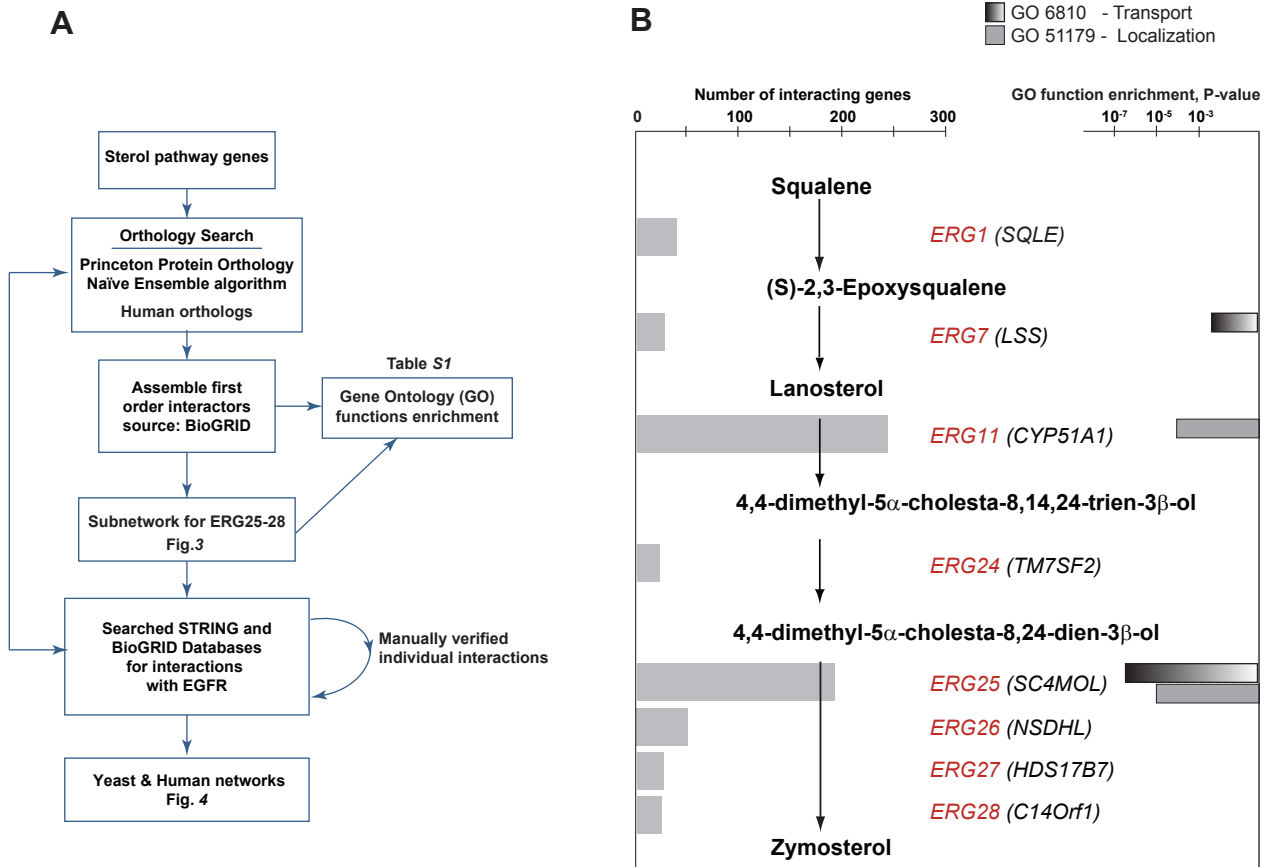 A
Sterol pathway genes
Orthology Search
Princeton Protein Orthology
Naïve Ensemble algorithm
Human orthologs
Table S1
Assemble first
order interactors
source: BioGRID
Gene Ontology (GO)
functions enrichment
Subnetwork for ERG25-28
Fig.3
Searched STRING and
BioGRID Databases
for interactions
with EGFR
Manually verified
individual interactions
Yeast & Human networks
Fig. 4
B
GO 6810 - Transport
GO 51179 - Localization
Number of interacting genes
0 100 200 300
GO function enrichment, P-value
10-7 10-5 10-3
Squalene
ERG1 (SQLE)
(S)-2,3-Epoxysqualene
ERG7 (LSS)
Lanosterol
ERG11 (CYP51A1)
4,4-dimethyl-5α-cholesta-8,14,24-trien-3β-ol
ERG24 (TM7SF2)
4,4-dimethyl-5α-cholesta-8,24-dien-3β-ol
ERG25 (SC4MOL)
ERG26 (NSDHL)
ERG27 (HDS17B7)
ERG28 (C14Orf1)
Zymosterol